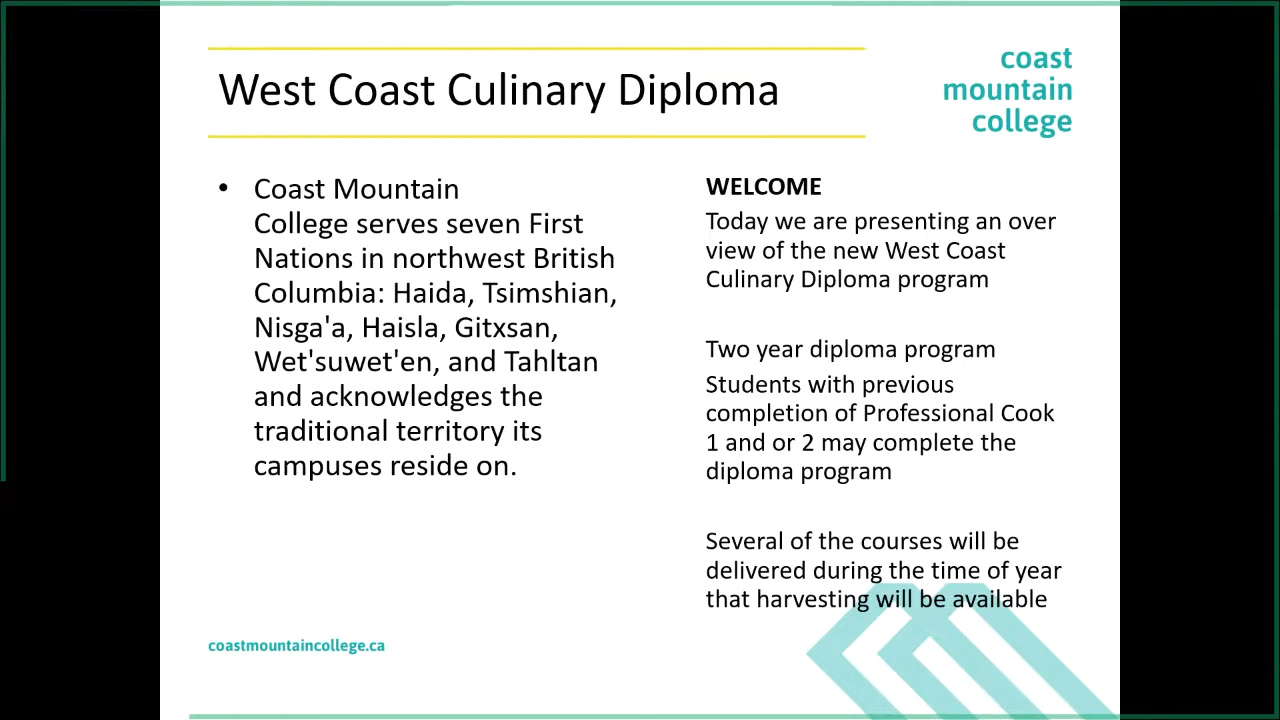 West Coast Culinary Diploma
coast
mountain
college
• Coast Mountain
College serves seven First
Nations in northwest British
Columbia: Haida, Tsimshian,
Nisga'a, Haisla, Gitxsan,
Wet'suwet'en, and Tahltan
and acknowledges the
traditional territory its
campuses reside on.
WELCOME
Today we are presenting an over
view of the new West Coast
Culinary Diploma program
Two year diploma program
Students with previous
completion of Professional Cook
1 and or 2 may complete the
diploma program
Several of the courses will be
delivered during the time of year
that harvesting will be available
coastmountaincollege.ca